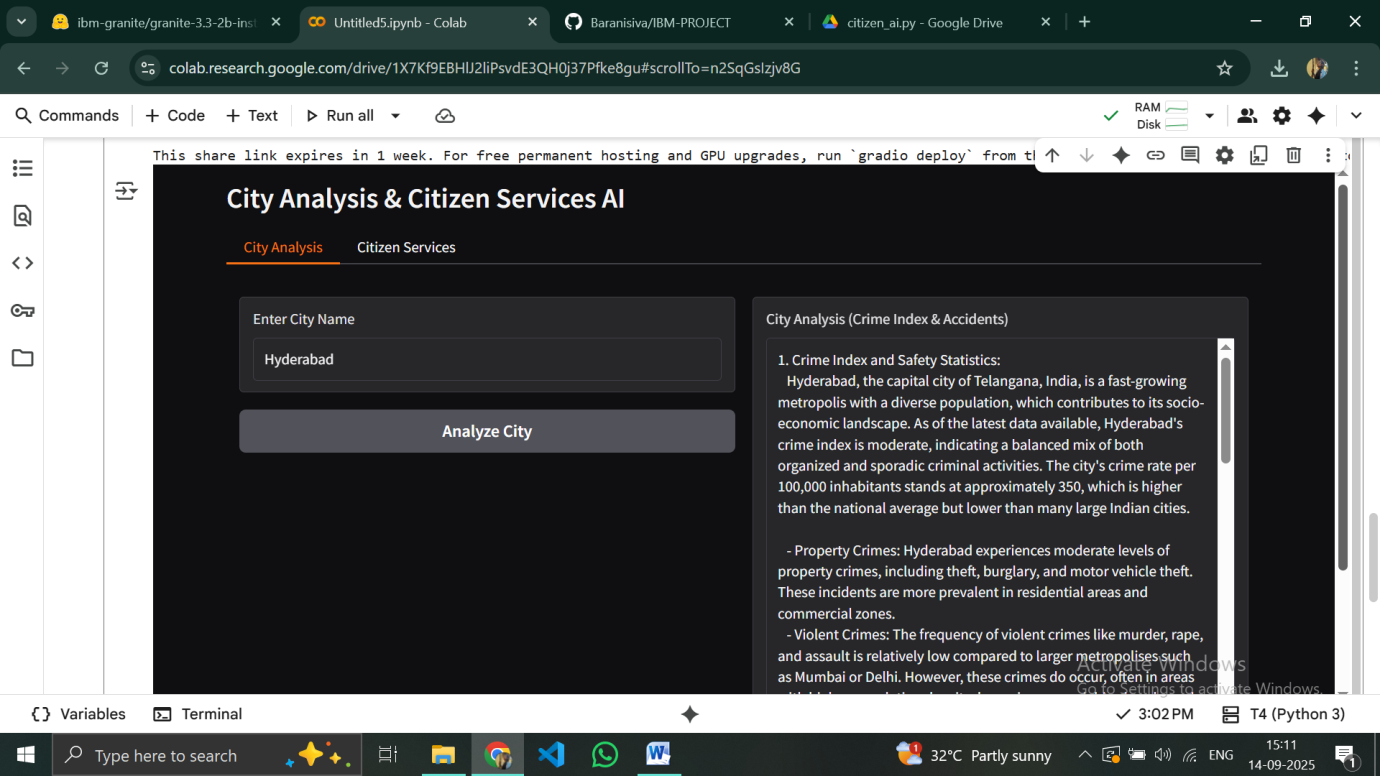 ibm-granite/granite-3.3-2b-inst
Untitled5.ipynb - Colab
Baranisiva/IBM-PROJECT
citizen_ai.py - Google Drive
colab.research.google.com/drive/1X7Kf9EBHlJ2liPsvdE3QH0j37Pfke8gu#scrollTo=n2SqGsIzjv8G
Commands
+ Code
+ Text
Run all
RAM
Disk
This share link expires in 1 week. For free permanent hosting and GPU upgrades, run `gradio deploy` from
City Analysis & Citizen Services AI
City Analysis
Citizen Services
Enter City Name
Hyderabad
Analyze City
City Analysis (Crime Index & Accidents)
1. Crime Index and Safety Statistics:
Hyderabad, the capital city of Telangana, India, is a fast-growing
metropolis with a diverse population, which contributes to its socio-
economic landscape. As of the latest data available, Hyderabad's
crime index is moderate, indicating a balanced mix of both
organized and sporadic criminal activities. The city's crime rate per
100,000 inhabitants stands at approximately 350, which is higher
than the national average but lower than many large Indian cities.
- Property Crimes: Hyderabad experiences moderate levels of
property crimes, including theft, burglary, and motor vehicle theft.
These incidents are more prevalent in residential areas and
commercial zones.
- Violent Crimes: The frequency of violent crimes like murder, rape,
and assault is relatively low compared to larger metropolises such
as Mumbai or Delhi. However, these crimes do occur, often in areas
Activate Windows
Go to Settings to activate Windows.
Variables
Terminal
3:02 PM
T4 (Python 3)
Type here to search
32°C Partly sunny
ENG
15:11
14-09-2025
1